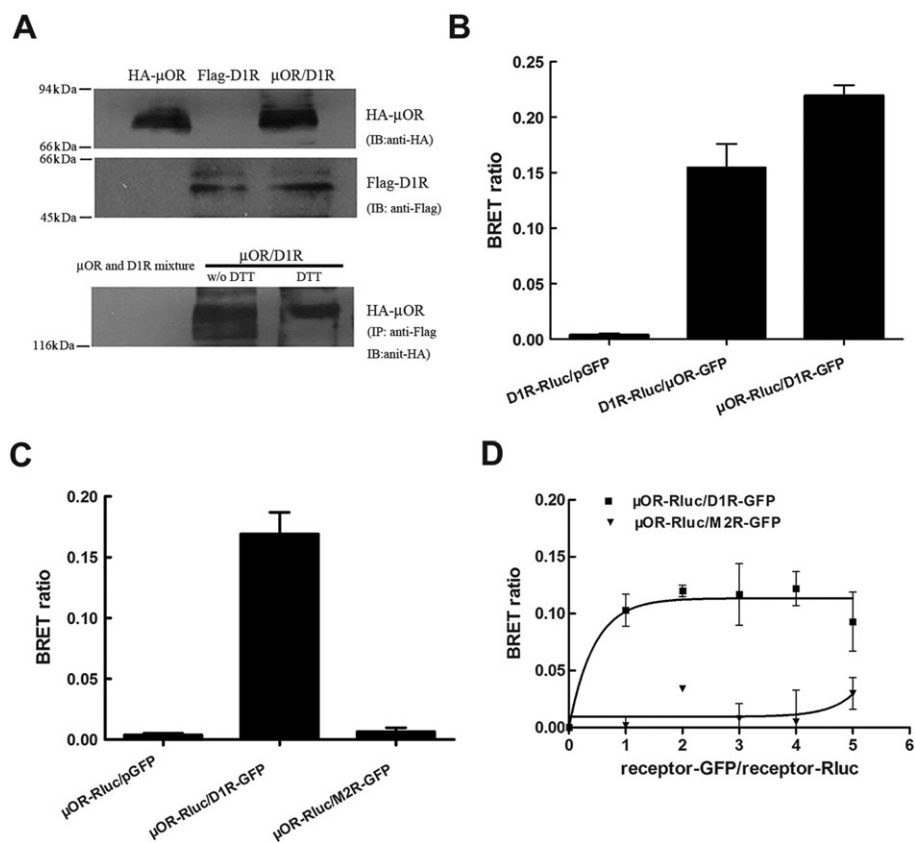 A
HA-µOR Flag-D1R µOR/D1R
94kDa
HA-µOR
(IB:anti-HA)
66kDa
66kDa
Flag-D1R
(IB: anti-Flag)
45kDa
µOR/D1R
µOR and D1R mixture w/o DTT DTT
HA-µOR
(IP: anti-Flag
IB:anit-HA)
116kDa
B
BRET ratio
0.25
0.20
0.15
0.10
0.05
0.00
D1R-Rluc/pGFP
D1R-Rluc/µOR-GFP
µOR-Rluc/D1R-GFP
C
BRET ratio
0.20
0.15
0.10
0.05
0.00
µOR-Rluc/pGFP
µOR-Rluc/D1R-GFP
µOR-Rluc/M2R-GFP
D
BRET ratio
0.20
0.15
0.10
0.05
0.00
µOR-Rluc/D1R-GFP
µOR-Rluc/M2R-GFP
0 1 2 3 4 5 6
receptor-GFP/receptor-Rluc